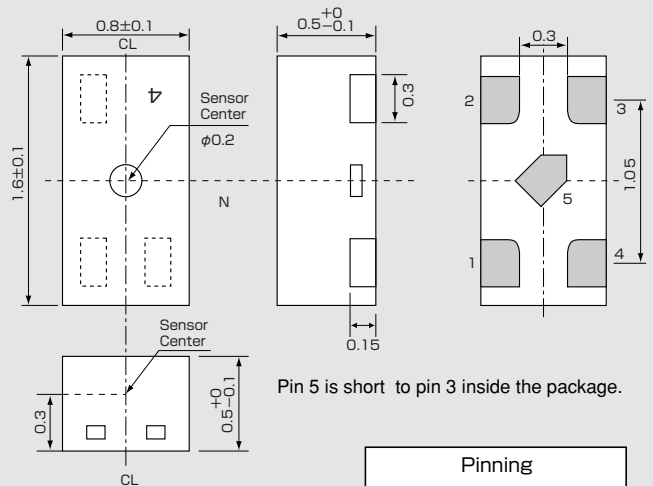 0.8±0.1
CL
0.5 +0 −0.1
0.3
4
Sensor
Center
φ0.2
0.3
2
3
1.6±0.1
N
5
1.05
1
4
0.15
Sensor
Center
0.3
0.5 +0 −0.1
Pin 5 is short to pin 3 inside the package.
CL
Pinning